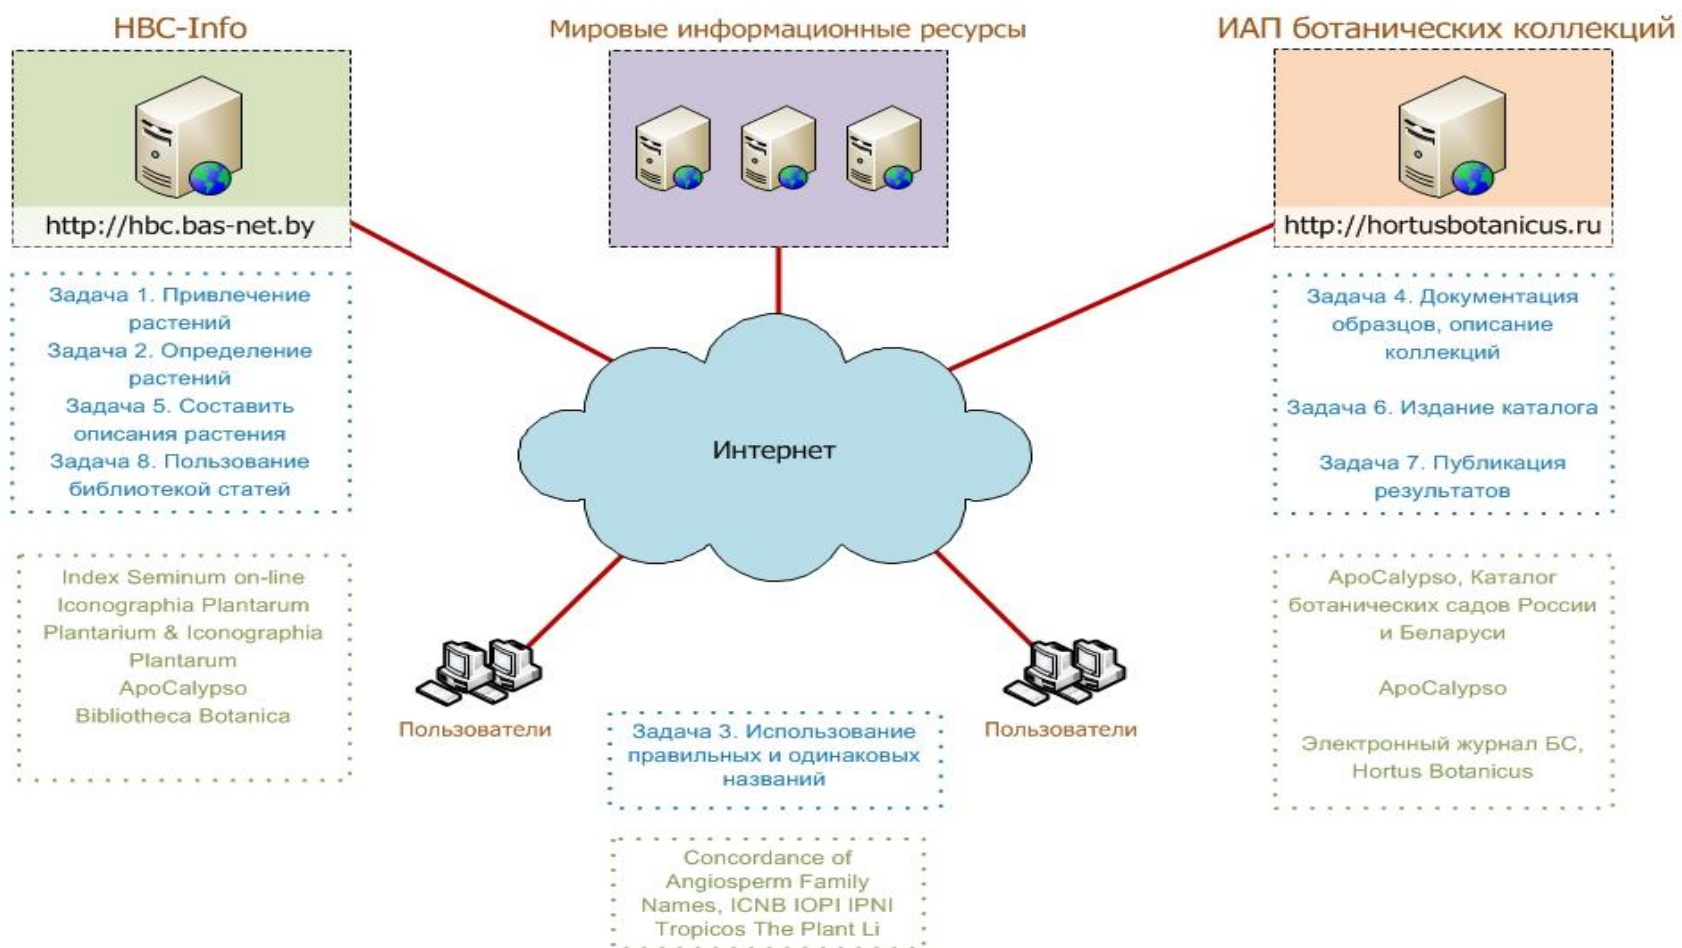 HBC-Info
http://hbc.bas-net.by
Задача 1. Привлечение
растений
Задача 2. Определение
растений
Задача 5. Составить
описания растения
Задача 8. Пользование
библиотекой статей
Index Seminum on-line
Iconographia Plantarum
Plantarium & Iconographia
Plantarum
ApoCalypso
Bibliotheca Botanica
Мировые информационные ресурсы
Интернет
Пользователи
Пользователи
Задача 3. Использование
правильных и одинаковых
названий
Concordance of
Angiosperm Family
Names, ICNB IOPI IPNI
Tropicos The Plant Li
ИАП ботанических коллекций
http://hortusbotanicus.ru
Задача 4. Документация
образцов, описание
коллекций
Задача 6. Издание каталога
Задача 7. Публикация
результатов
ApoCalypso, Каталог
ботанических садов России
и Беларуси
ApoCalypso
Электронный журнал БС,
Hortus Botanicus